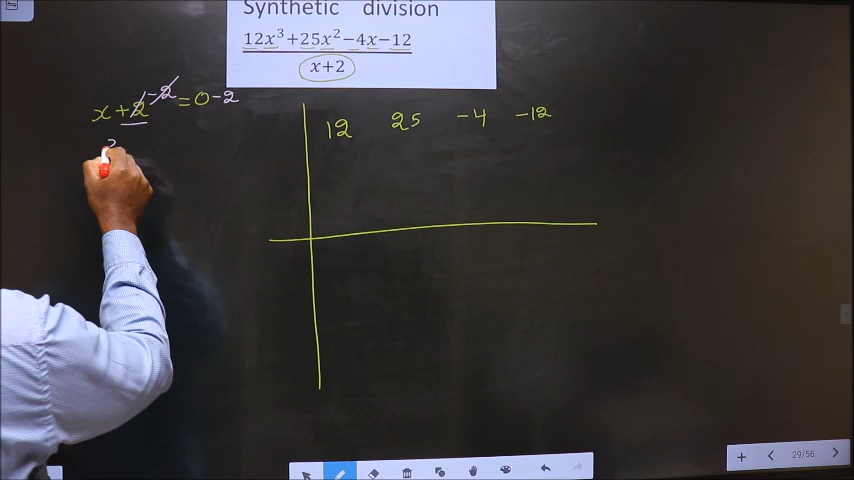 Synthetic division
12x³+25x²−4x−12
x+2
x + 2 − 2 = 0 − 2
12 25 −4 −12
29/56